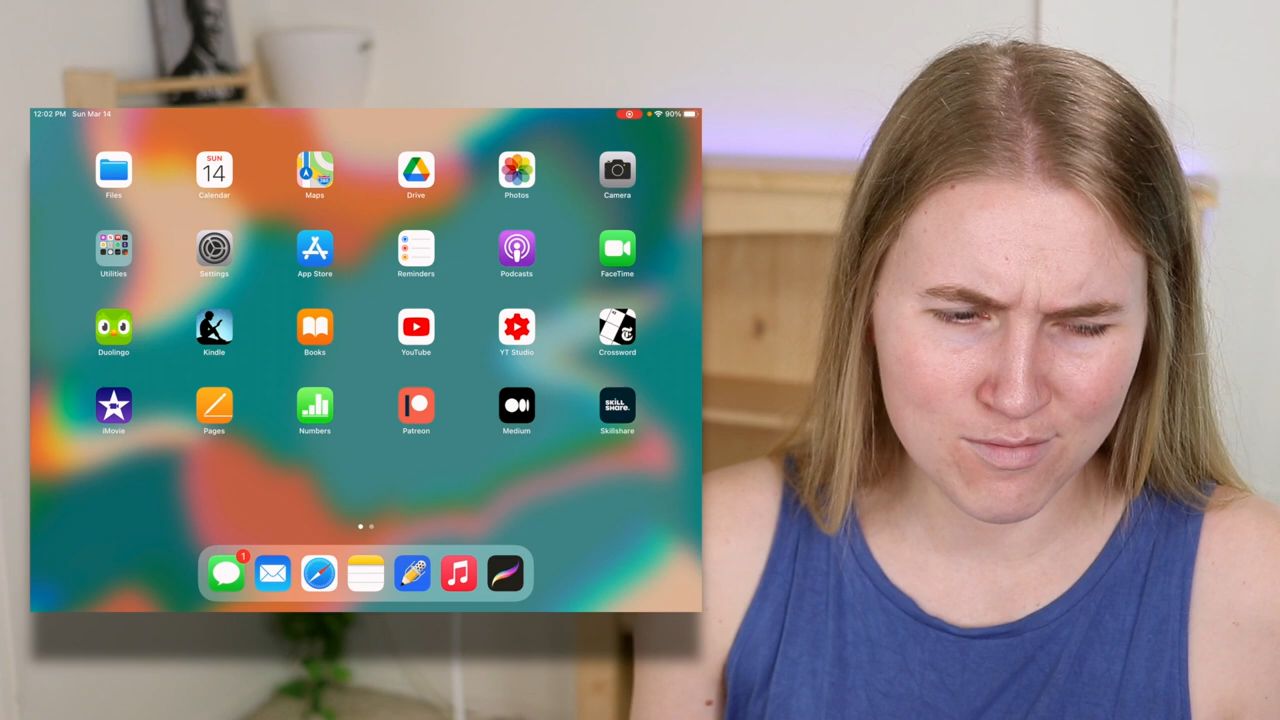 12:02 PM Sun Mar 14 90%
SUN
14
Files Calendar Maps Drive Photos Camera
Utilities Settings App Store Reminders Podcasts FaceTime
Duolingo Kindle Books YouTube YT Studio Crossword
SKILL
SHARE.
iMovie Pages Numbers Patreon Medium Skillshare
1